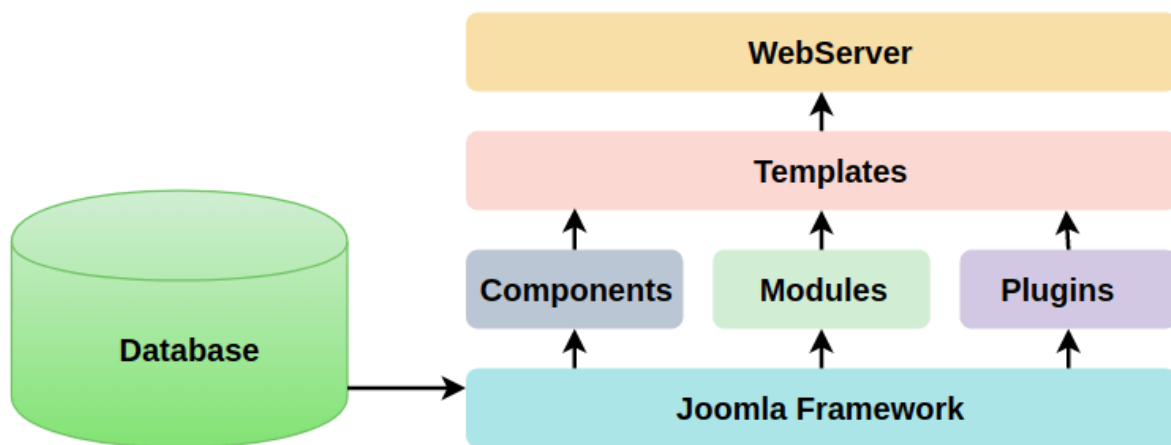 WebServer
Templates
Components
Modules
Plugins
Database
Joomla Framework